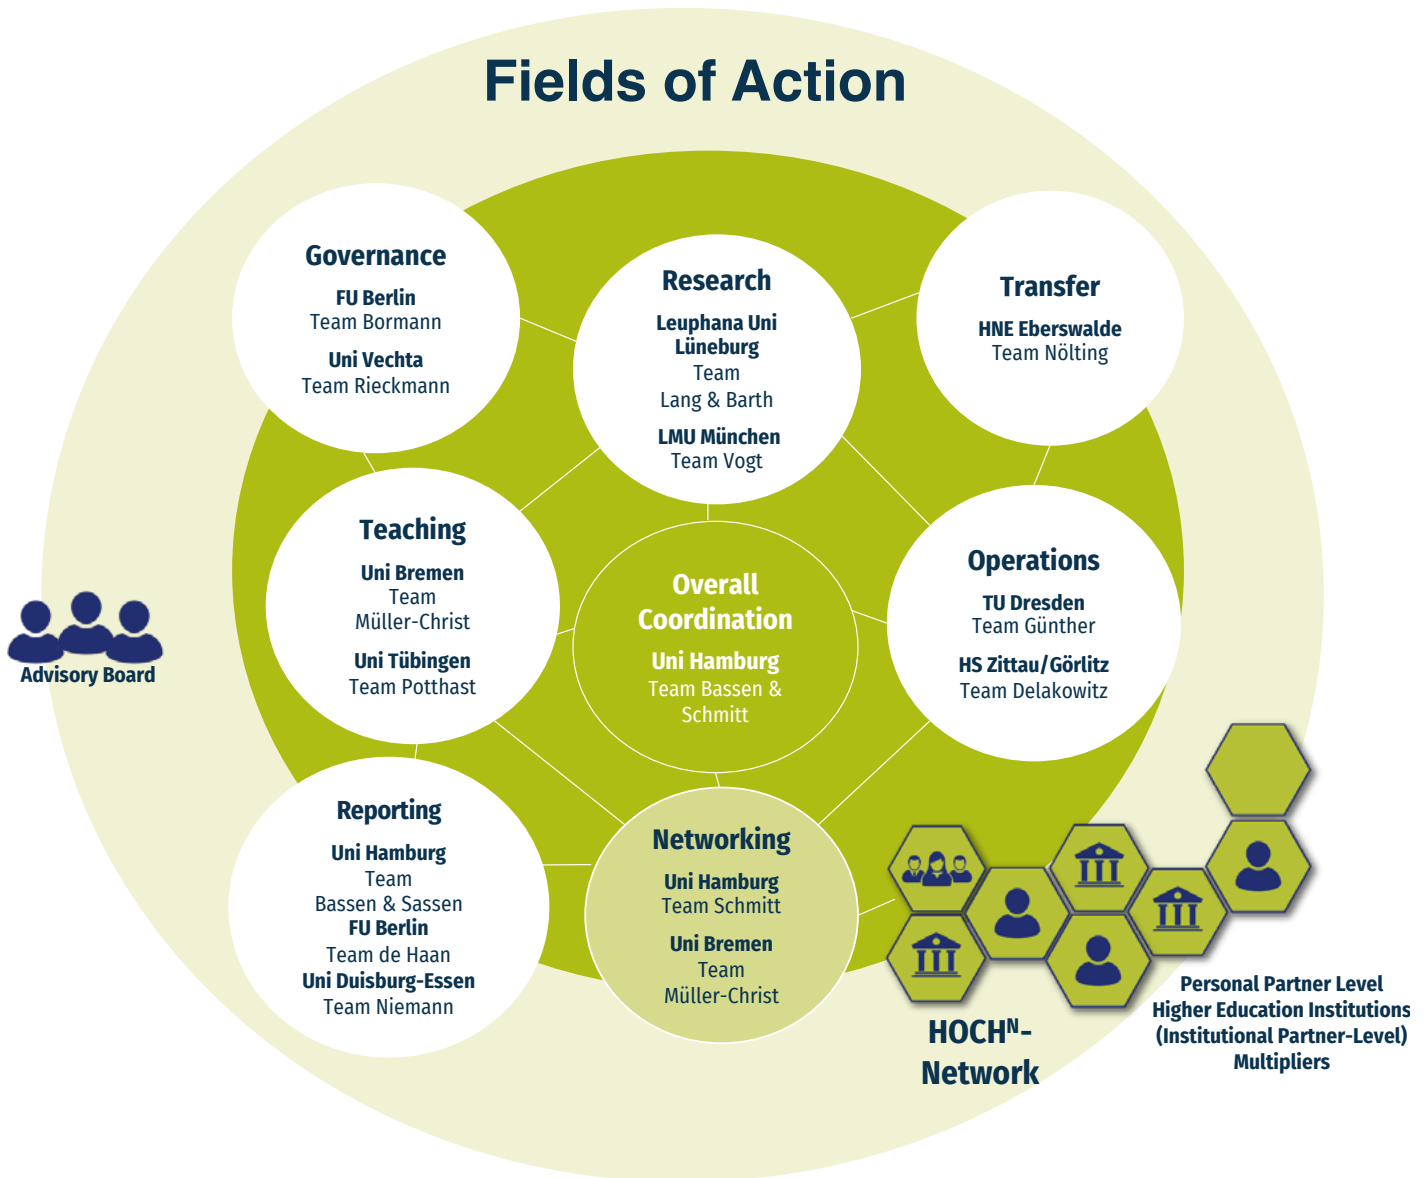 Fields of Action
Governance
FU Berlin
Team Bormann
Uni Vechta
Team Rieckmann
Research
Leuphana Uni
Lüneburg
Team
Lang & Barth
LMU München
Team Vogt
Transfer
HNE Eberswalde
Team Nölting
Teaching
Uni Bremen
Team
Müller-Christ
Uni Tübingen
Team Potthast
Overall
Coordination
Uni Hamburg
Team Bassen &
Schmitt
Operations
TU Dresden
Team Günther
HS Zittau/Görlitz
Team Delakowitz
Advisory Board
Reporting
Uni Hamburg
Team
Bassen & Sassen
FU Berlin
Team de Haan
Uni Duisburg-Essen
Team Niemann
Networking
Uni Hamburg
Team Schmitt
Uni Bremen
Team
Müller-Christ
HOCHᴺ-
Network
Personal Partner Level
Higher Education Institutions
(Institutional Partner-Level)
Multipliers